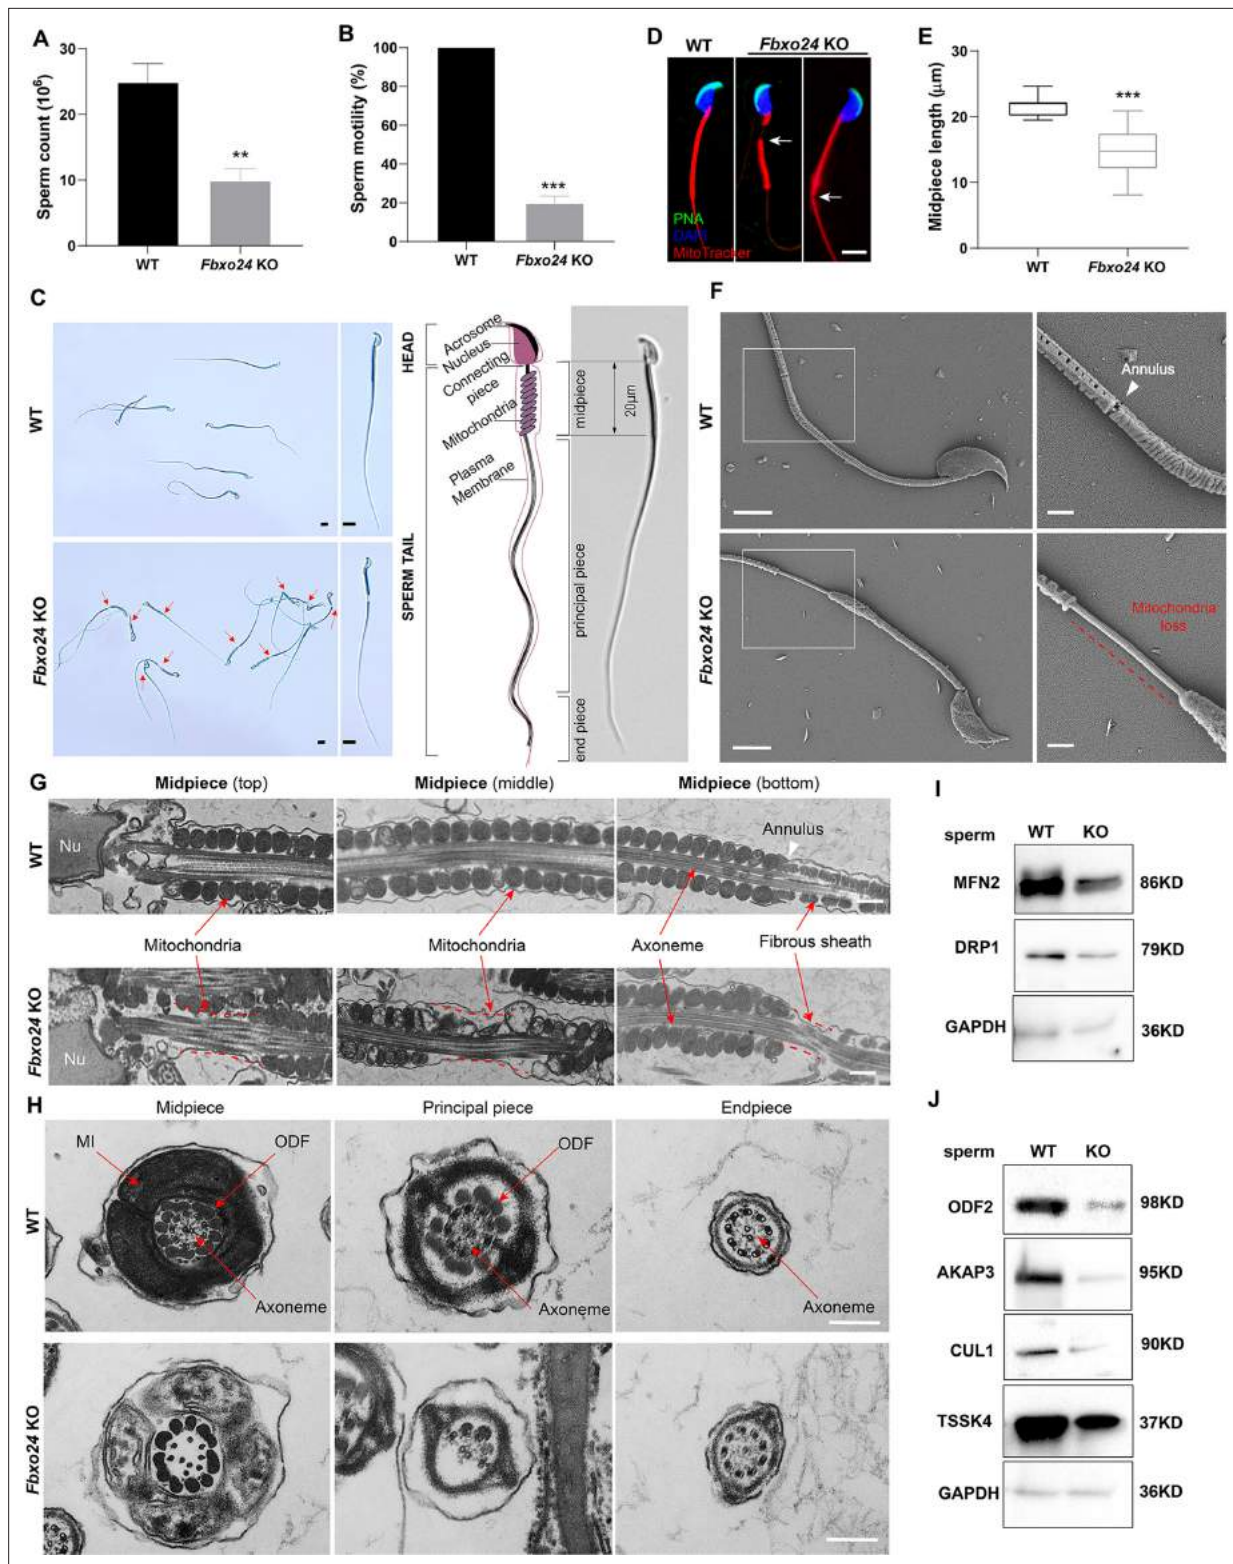 A
Sperm count (10⁶)
30
20
10
0
**
WT
Fbxo24 KO
B
Sperm motility (%)
100
80
60
40
20
0
***
WT
Fbxo24 KO
D
WT
Fbxo24 KO
PNA
DAPI
MitoTracker
E
Midpiece length (μm)
30
20
10
0
***
WT
Fbxo24 KO
C
WT
Fbxo24 KO
HEAD
SPERM TAIL
Acrosome
Nucleus
Connecting
piece
Mitochondria
Plasma
Membrane
midpiece
20μm
principal piece
end piece
F
WT
Fbxo24 KO
Annulus
Mitochondria
loss
G
Midpiece (top)
Midpiece (middle)
Midpiece (bottom)
WT
Nu
Annulus
Mitochondria
Mitochondria
Axoneme
Fibrous sheath
Fbxo24 KO
Nu
H
Midpiece
Principal piece
Endpiece
WT
MI
ODF
ODF
Axoneme
Axoneme
Axoneme
Fbxo24 KO
I
sperm
WT
KO
MFN2
86KD
DRP1
79KD
GAPDH
36KD
J
sperm
WT
KO
ODF2
98KD
AKAP3
95KD
CUL1
90KD
TSSK4
37KD
GAPDH
36KD